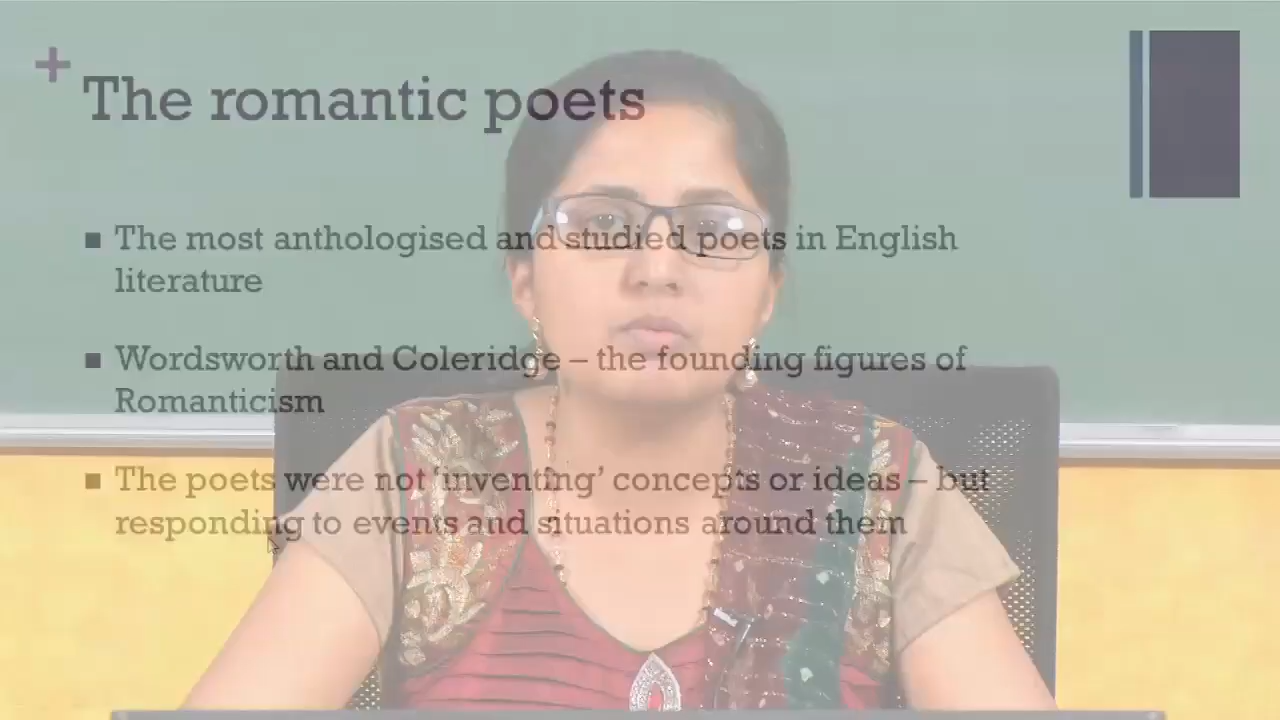 The romantic poets
The most anthologised and studied poets in English
literature
Wordsworth and Coleridge – the founding figures of
Romanticism
The poets were not ‘inventing’ concepts or ideas – but
responding to events and situations around them